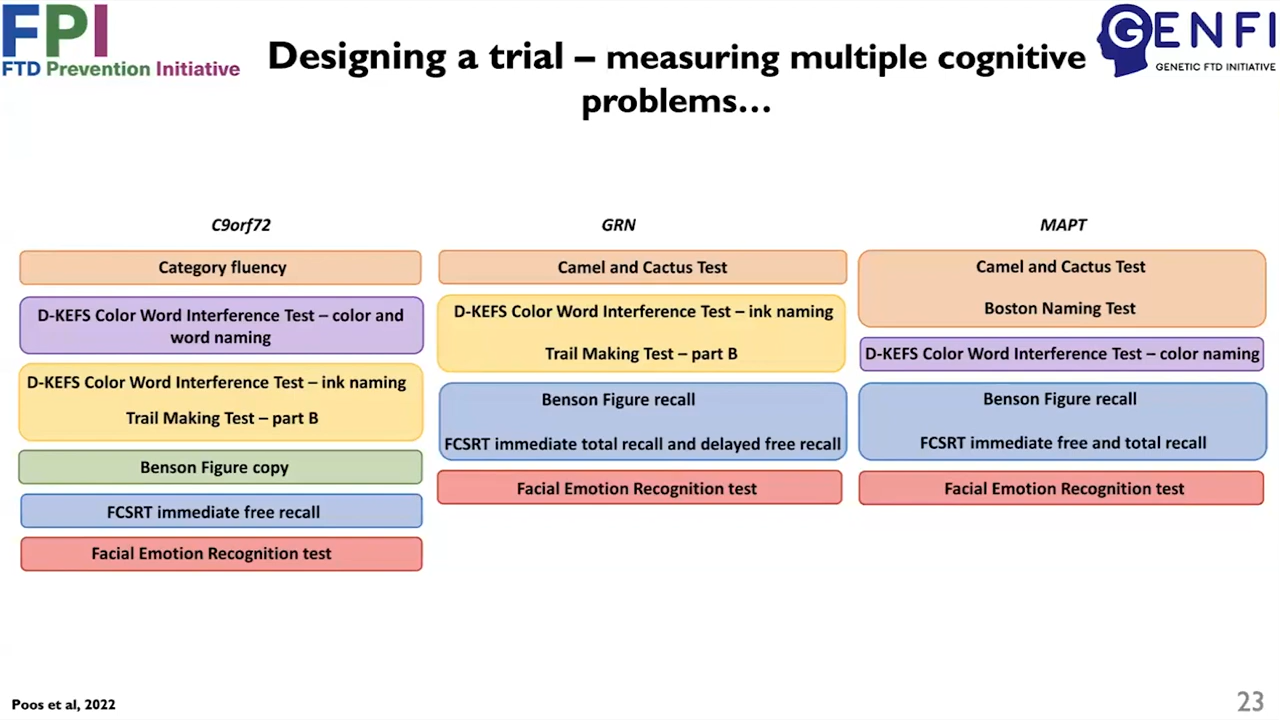 FPI
FTD Prevention Initiative
Designing a trial – measuring multiple cognitive
problems...
GENFI
GENETIC FTD INITIATIVE
C9orf72
Category fluency
D-KEFS Color Word Interference Test – color and
word naming
D-KEFS Color Word Interference Test – ink naming
Trail Making Test – part B
Benson Figure copy
FCSRT immediate free recall
Facial Emotion Recognition test
GRN
Camel and Cactus Test
D-KEFS Color Word Interference Test – ink naming
Trail Making Test – part B
Benson Figure recall
FCSRT immediate total recall and delayed free recall
Facial Emotion Recognition test
MAPT
Camel and Cactus Test
Boston Naming Test
D-KEFS Color Word Interference Test – color naming
Benson Figure recall
FCSRT immediate free and total recall
Facial Emotion Recognition test
Poos et al, 2022
23